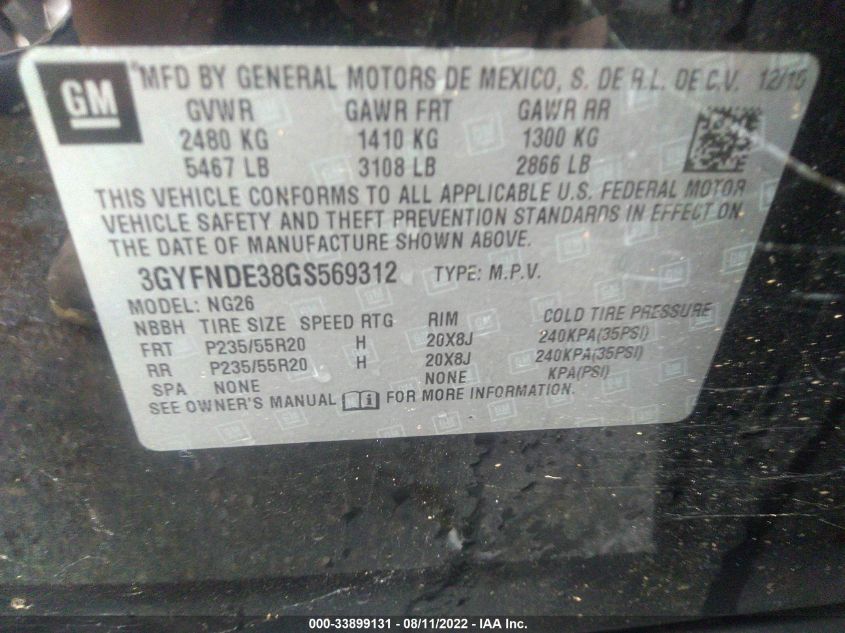 GM
MFD BY GENERAL MOTORS DE MEXICO, S. DE R.L. DE C.V. 12/15
GVWR GAWR FRT GAWR RR
2480 KG 1410 KG 1300 KG
5467 LB 3108 LB 2866 LB
THIS VEHICLE CONFORMS TO ALL APPLICABLE U.S. FEDERAL MOTOR
VEHICLE SAFETY AND THEFT PREVENTION STANDARDS IN EFFECT ON
THE DATE OF MANUFACTURE SHOWN ABOVE.
3GYFNDE38GS569312 TYPE: M.P.V.
MODEL: NG26
NBBH TIRE SIZE SPEED RTG RIM COLD TIRE PRESSURE
FRT P235/55R20 H 20X8J 240KPA(35PSI)
RR P235/55R20 H 20X8J 240KPA(35PSI)
SPA NONE NONE KPA(PSI)
SEE OWNER'S MANUAL i FOR MORE INFORMATION.
000-33899131 - 08/11/2022 - IAA Inc.